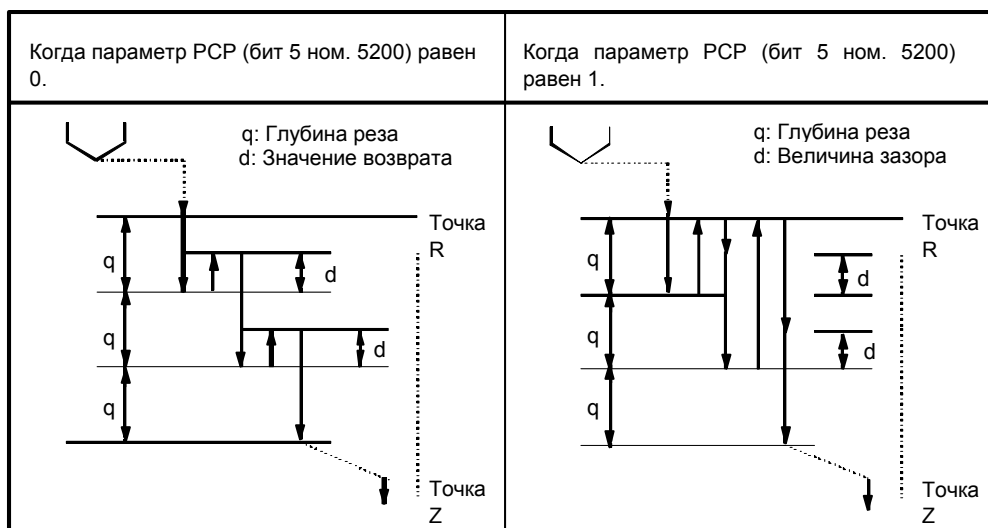 Когда параметр PCP (бит 5 ном. 5200) равен
0.
Когда параметр PCP (бит 5 ном. 5200)
равен 1.
q: Глубина реза
d: Значение возврата
Точка
R
q
d
q
d
q
Точка
Z
q: Глубина реза
d: Величина зазора
Точка
R
q
d
q
d
q
Точка
Z